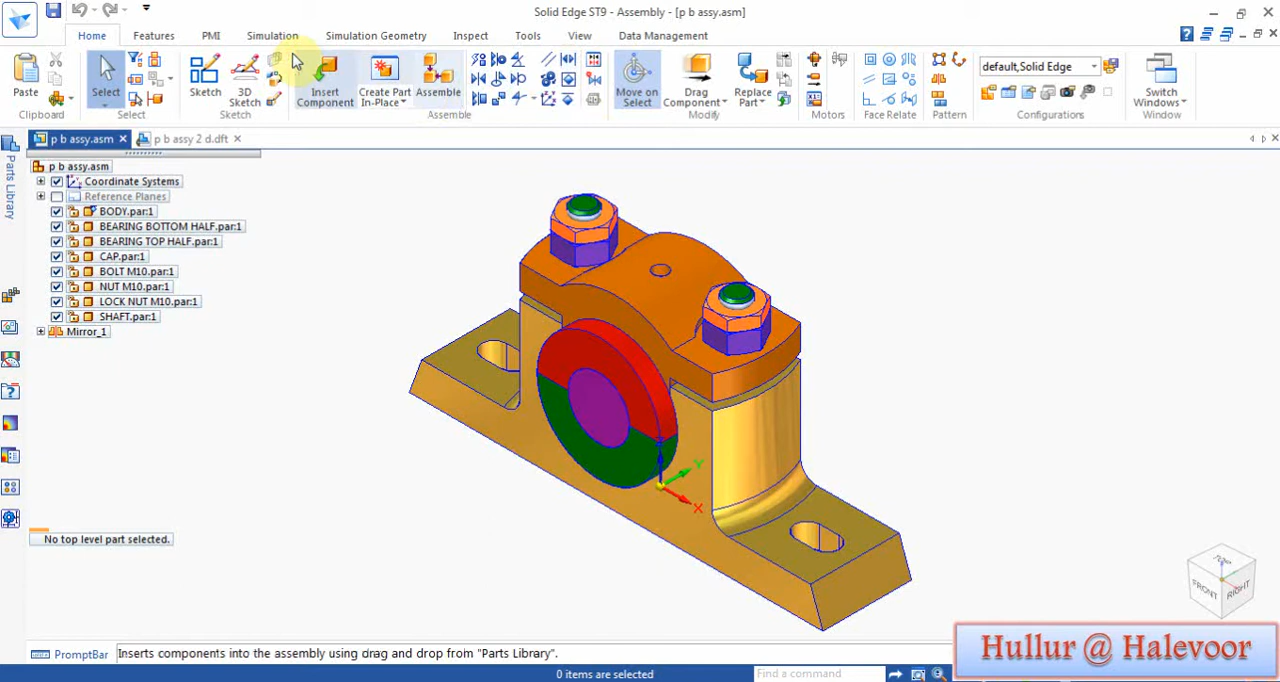 Solid Edge ST9 - Assembly - [p b assy.asm]
Home Features PMI Simulation Simulation Geometry Inspect Tools View Data Management
Paste
Select
Sketch
3D Sketch
Insert Component
Create Part In-Place
Assemble
Move on Select
Drag Component
Replace Part
default,Solid Edge
Switch Windows
Clipboard Select Sketch Assemble Modify Motors Face Relate Pattern Configurations Window
p b assy.asm p b assy 2 d.dft
Parts Library
p b assy.asm
Coordinate Systems
Reference Planes
BODY.par:1
BEARING BOTTOM HALF.par:1
BEARING TOP HALF.par:1
CAP.par:1
BOLT M10.par:1
NUT M10.par:1
LOCK NUT M10.par:1
SHAFT.par:1
Mirror_1
Y
X
No top level part selected.
FRONT RIGHT
PromptBar Inserts components into the assembly using drag and drop from "Parts Library".
Hullur @ Halevoor
0 items are selected Find a command